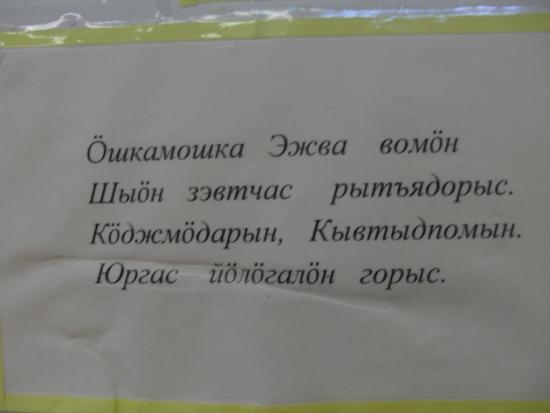 Ӧшкамошка Эжва вомӧн
Шыӧн зэвтчас рытъядорыс.
Кӧджмӧдарын, Кывтыдпомын.
Юргас йӧлӧгалӧн горыс.